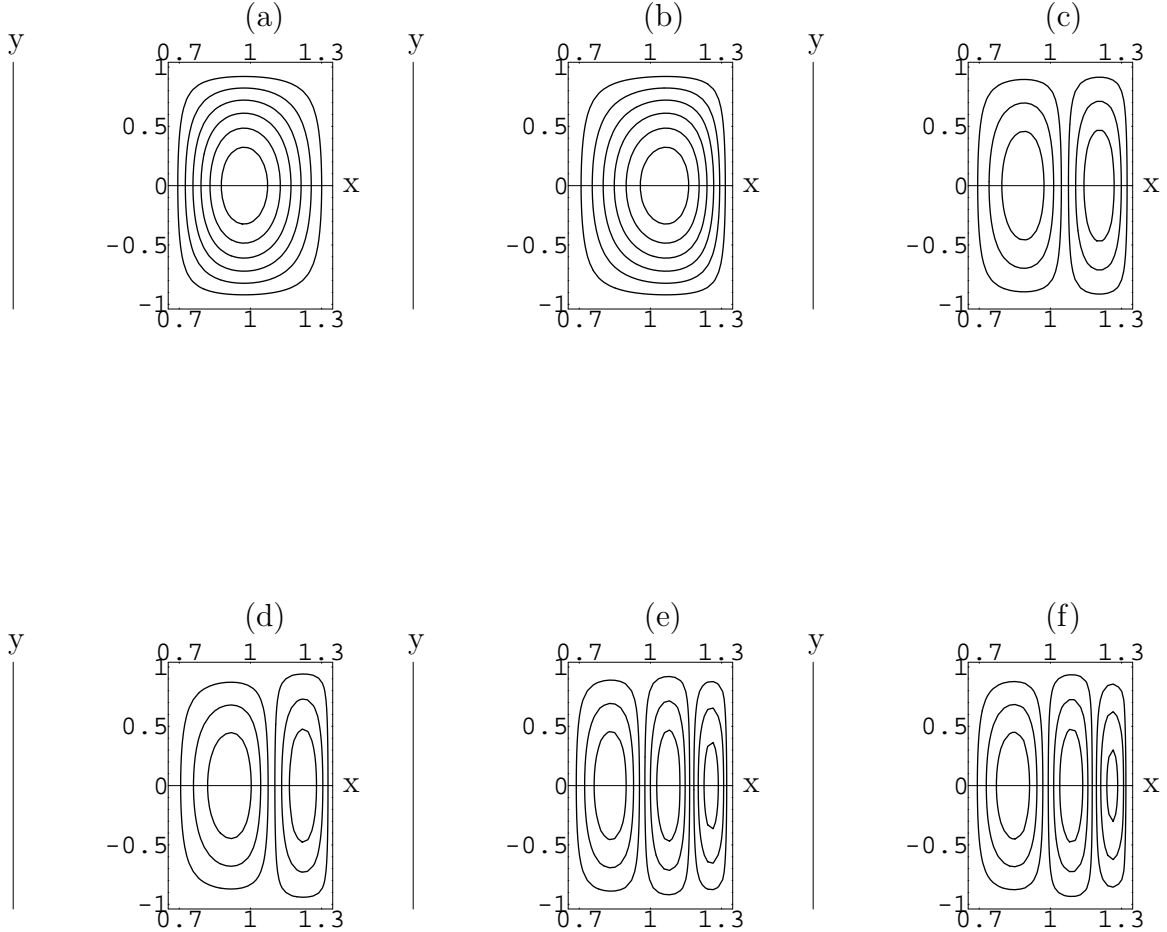 (a) (b) (c)
y y y
0.7 1 1.3 0.7 1 1.3 0.7 1 1.3
1 1 1
0.5 0.5 0.5
0 x 0 x 0 x
-0.5 -0.5 -0.5
-1 -1 -1
0.7 1 1.3 0.7 1 1.3 0.7 1 1.3
(d) (e) (f)
y y y
0.7 1 1.3 0.7 1 1.3 0.7 1 1.3
1 1 1
0.5 0.5 0.5
0 x 0 x 0 x
-0.5 -0.5 -0.5
-1 -1 -1
0.7 1 1.3 0.7 1 1.3 0.7 1 1.3